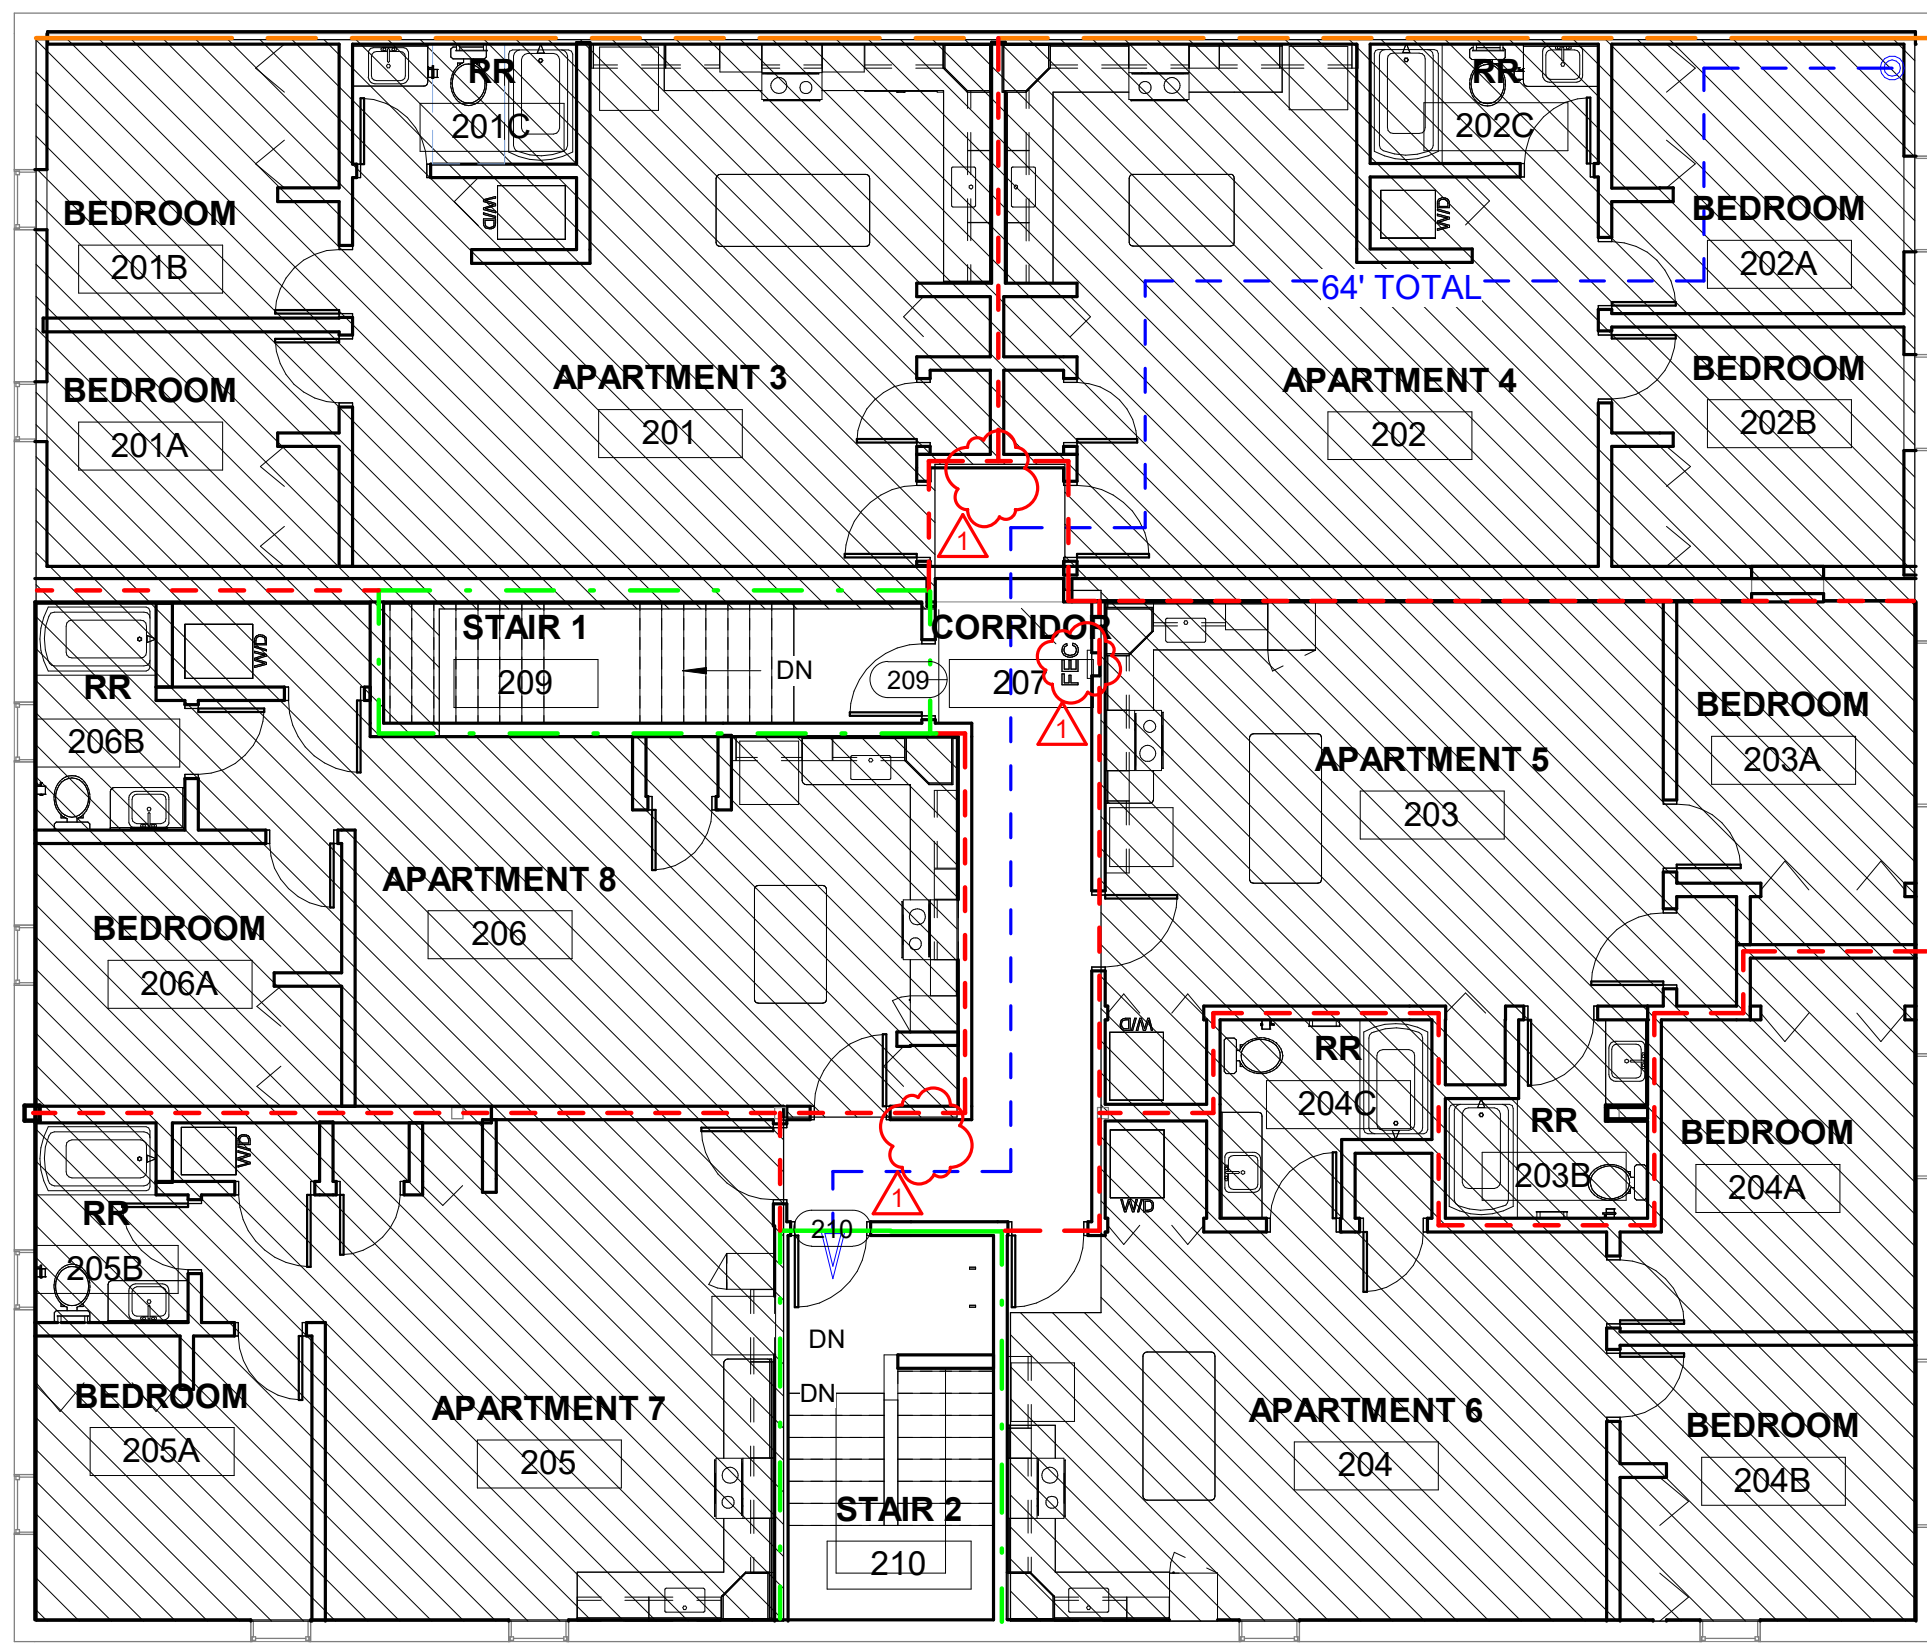 RR
201C
W/D
BEDROOM
201B
BEDROOM
201A
APARTMENT 3
201
RR
202C
W/D
BEDROOM
202A
64' TOTAL
BEDROOM
202B
APARTMENT 4
202
1
STAIR 1
209
DN
209
CORRIDOR
207
FEC
1
W/D
RR
206B
APARTMENT 8
206
BEDROOM
206A
APARTMENT 5
203
BEDROOM
203A
W/D
RR
204C
RR
203B
W/D
BEDROOM
204A
1
W/D
RR
205B
210
DN
DN
BEDROOM
205A
APARTMENT 7
205
STAIR 2
210
APARTMENT 6
204
BEDROOM
204B